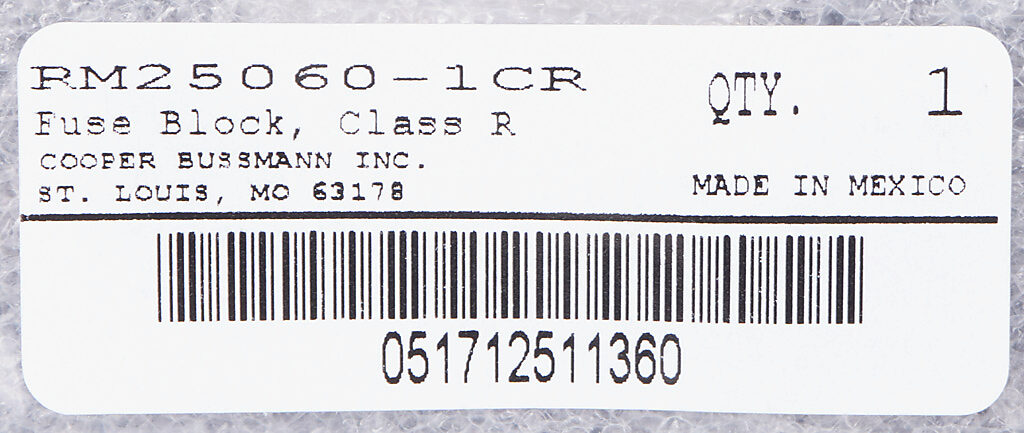 RM25060-1CR
Fuse Block, Class R
QTY. 1
COOPER BUSSMANN INC.
ST. LOUIS, MO 63178
MADE IN MEXICO
051712511360